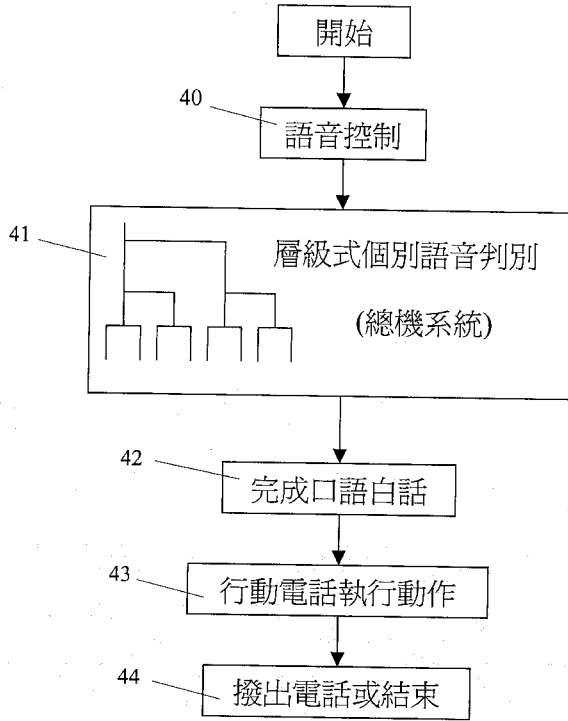 開始
40
語音控制
41
層級式個別語音判別
(總機系統)
42
完成口語白話
43
行動電話執行動作
44
撥出電話或結束